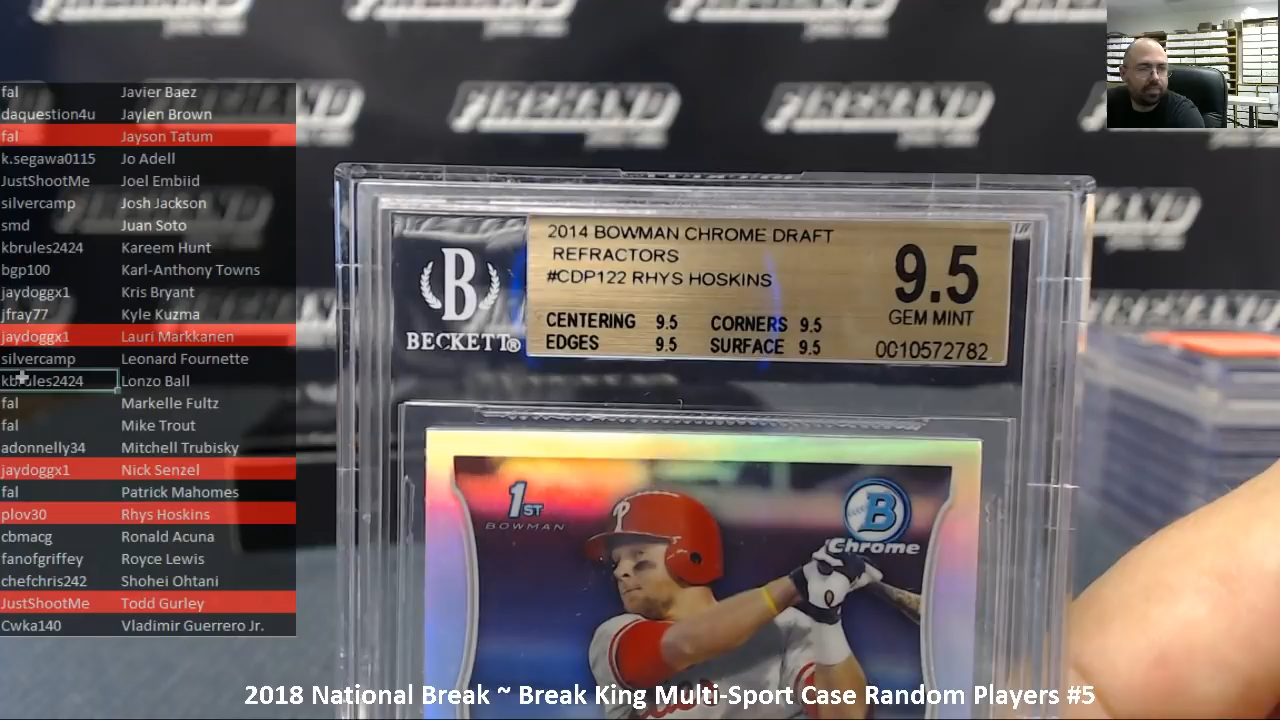 fal Javier Baez
daquestion4u Jaylen Brown
fal Jayson Tatum
k.segawa0115 Jo Adell
JustShootMe Joel Embiid
silvercamp Josh Jackson
smd Juan Soto
kbrules2424 Kareem Hunt
bgp100 Karl-Anthony Towns
jaydoggx1 Kris Bryant
jfray77 Kyle Kuzma
jaydoggx1 Lauri Markkanen
silvercamp Leonard Fournette
kbrules2424 Lonzo Ball
fal Markelle Fultz
fal Mike Trout
adonnelly34 Mitchell Trubisky
jaydoggx1 Nick Senzel
fal Patrick Mahomes
plov30 Rhys Hoskins
cbmacg Ronald Acuna
fanofgriffey Royce Lewis
chefchris242 Shohei Ohtani
JustShootMe Todd Gurley
Cwka140 Vladimir Guerrero Jr.
FIREHAND
FIREHAND
FIREHAND
B
BECKETT®
2014 BOWMAN CHROME DRAFT
REFRACTORS
#CDP122 RHYS HOSKINS
9.5
GEM MINT
CENTERING 9.5 CORNERS 9.5
EDGES 9.5 SURFACE 9.5
0010572782
1ST
BOWMAN
B
Chrome
P
2018 National Break ~ Break King Multi-Sport Case Random Players #5